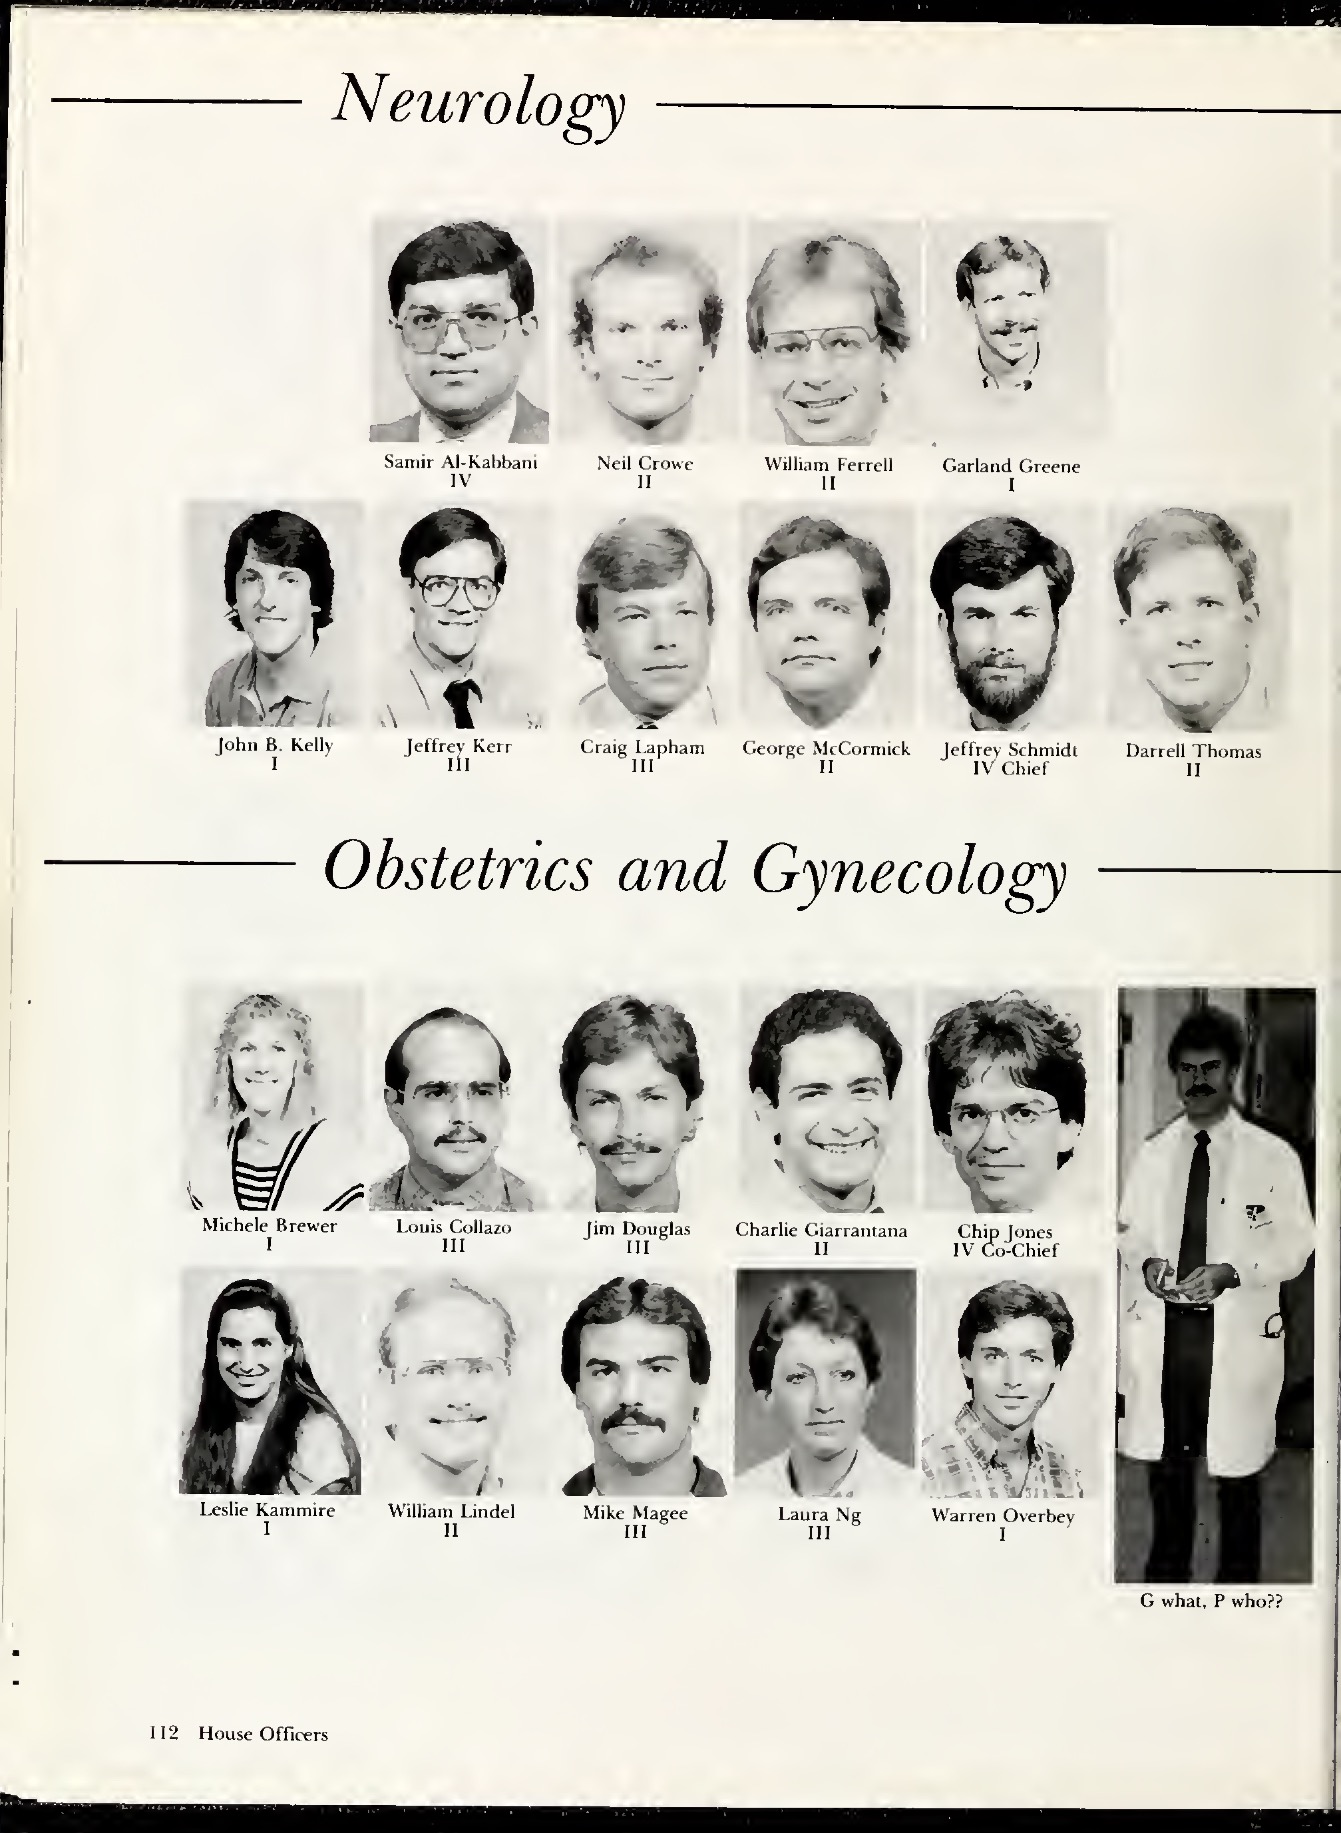 Neurology
Samir Al-Kabbani
IV
Neil Crowe
II
William Ferrell
II
Garland Greene
I
John B. Kelly
I
Jeffrey Kerr
III
Craig Lapham
III
George McCormick
II
Jeffrey Schmidt
IV Chief
Darrell Thomas
II
Obstetrics and Gynecology
Michele Brewer
I
Louis Collazo
III
Jim Douglas
III
Charlie Giarrantana
II
Chip Jones
IV Co-Chief
Leslie Kammire
I
William Lindel
II
Mike Magee
III
Laura Ng
III
Warren Overbey
I
G what, P who??
112 House Officers